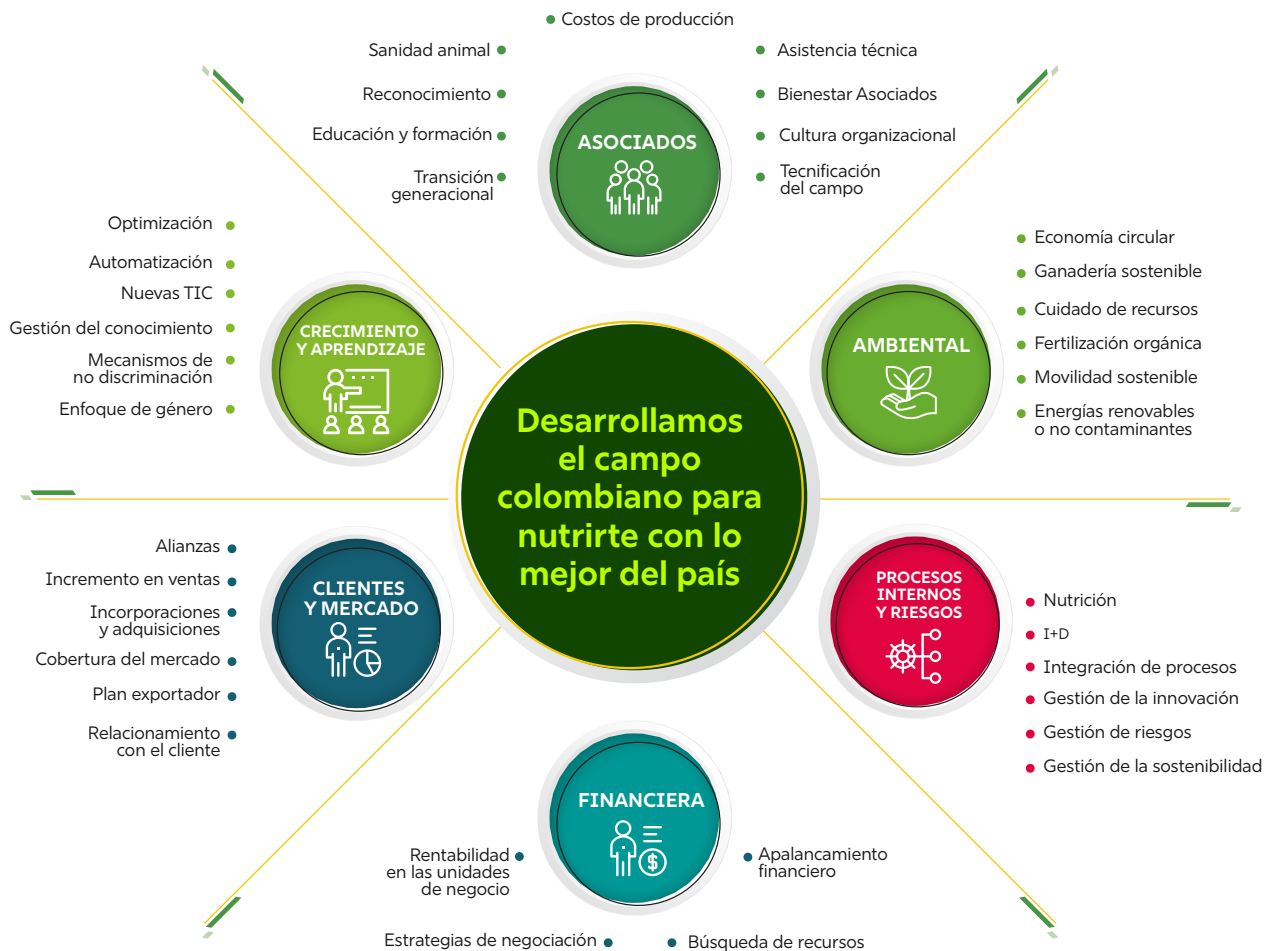 Costos de producción
Sanidad animal
Reconocimiento
Educación y formación
Transición
generacional
Asistencia técnica
Bienestar Asociados
Cultura organizacional
Tecnificación
del campo
ASOCIADOS
Optimización
Automatización
Nuevas TIC
Gestión del conocimiento
Mecanismos de
no discriminación
Enfoque de género
CRECIMIENTO
Y APRENDIZAJE
AMBIENTAL
Economía circular
Ganadería sostenible
Cuidado de recursos
Fertilización orgánica
Movilidad sostenible
Energías renovables
o no contaminantes
Desarrollamos
el campo
colombiano para
nutrirte con lo
mejor del país
Alianzas
Incremento en ventas
Incorporaciones
y adquisiciones
Cobertura del mercado
Plan exportador
Relacionamiento
con el cliente
CLIENTES
Y MERCADO
PROCESOS
INTERNOS
Y RIESGOS
Nutrición
I+D
Integración de procesos
Gestión de la innovación
Gestión de riesgos
Gestión de la sostenibilidad
FINANCIERA
$
Rentabilidad
en las unidades
de negocio
Apalancamiento
financiero
Estrategias de negociación
Búsqueda de recursos